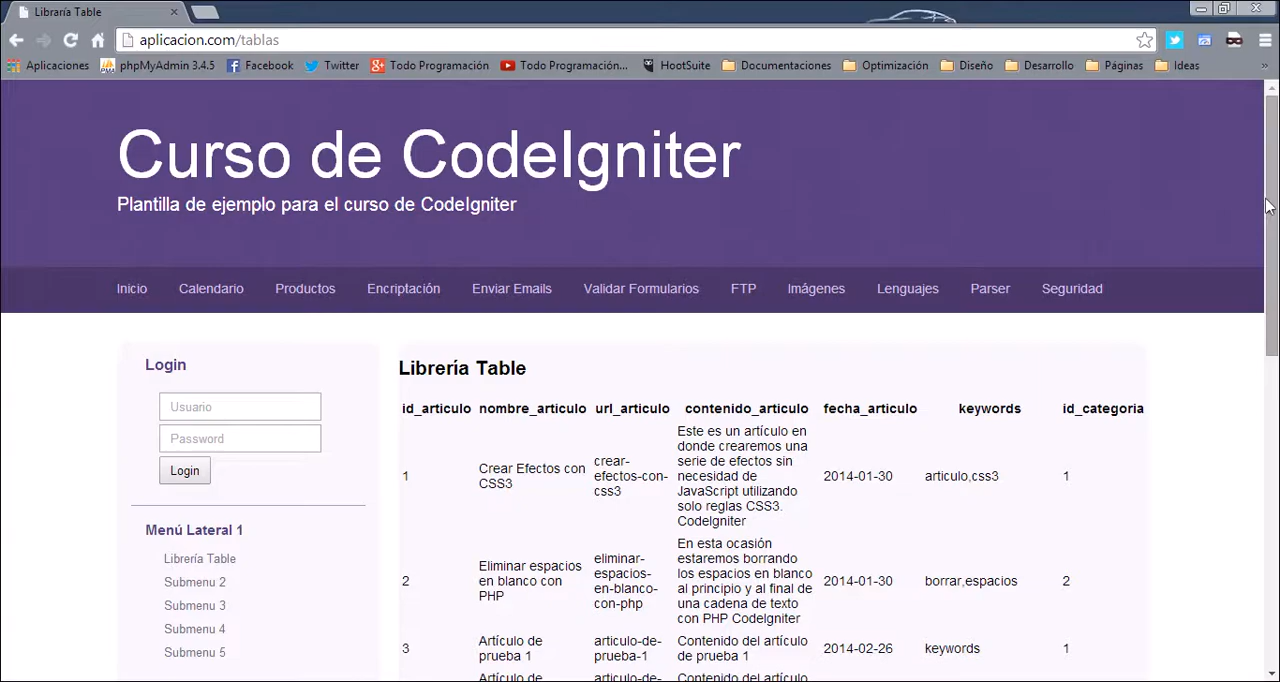 Libraría Table
aplicacion.com/tablas
Aplicaciones phpMyAdmin 3.4.5 Facebook Twitter Todo Programación Todo Programación... HootSuite Documentaciones Optimización Diseño Desarrollo Páginas Ideas »
Curso de CodeIgniter
Plantilla de ejemplo para el curso de CodeIgniter
Inicio Calendario Productos Encriptación Enviar Emails Validar Formularios FTP Imágenes Lenguajes Parser Seguridad
Login
Usuario
Password
Login
Menú Lateral 1
Librería Table
Submenu 2
Submenu 3
Submenu 4
Submenu 5
Librería Table
id_articulo nombre_articulo url_articulo contenido_articulo fecha_articulo keywords id_categoria
1
Crear Efectos con
CSS3
crear-
efectos-con-
css3
Este es un artículo en
donde crearemos una
serie de efectos sin
necesidad de
JavaScript utilizando
solo reglas CSS3.
CodeIgniter
2014-01-30
articulo,css3
1
2
Eliminar espacios
en blanco con
PHP
eliminar-
espacios-
en-blanco-
con-php
En esta ocasión
estaremos borrando
los espacios en blanco
al principio y al final de
una cadena de texto
con PHP CodeIgniter
2014-01-30
borrar,espacios
2
3
Artículo de
prueba 1
articulo-de-
prueba-1
Contenido del artículo
de prueba 1
2014-02-26
keywords
1
Artículo de
articulo-de-
Contenido del artículo